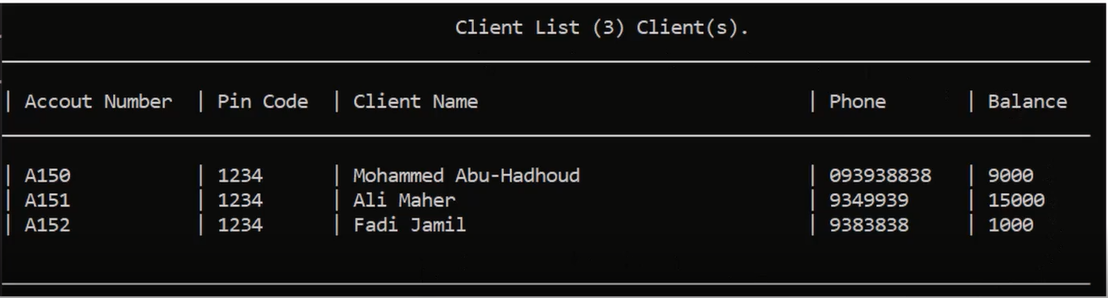 Client List (3) Client(s).
| Accout Number | Pin Code | Client Name | Phone | Balance
| A150 | 1234 | Mohammed Abu-Hadhoud | 093938838 | 9000
| A151 | 1234 | Ali Maher | 9349939 | 15000
| A152 | 1234 | Fadi Jamil | 9383838 | 1000